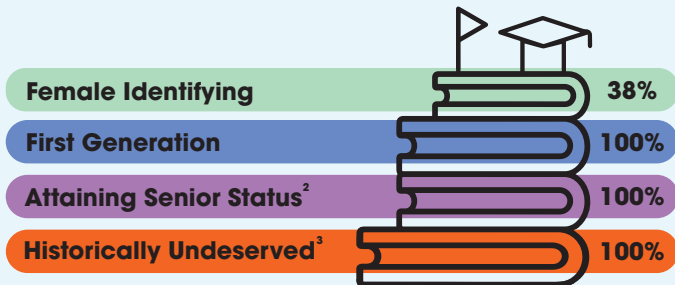 Female Identifying 38%
First Generation 100%
Attaining Senior Status² 100%
Historically Undeserved³ 100%